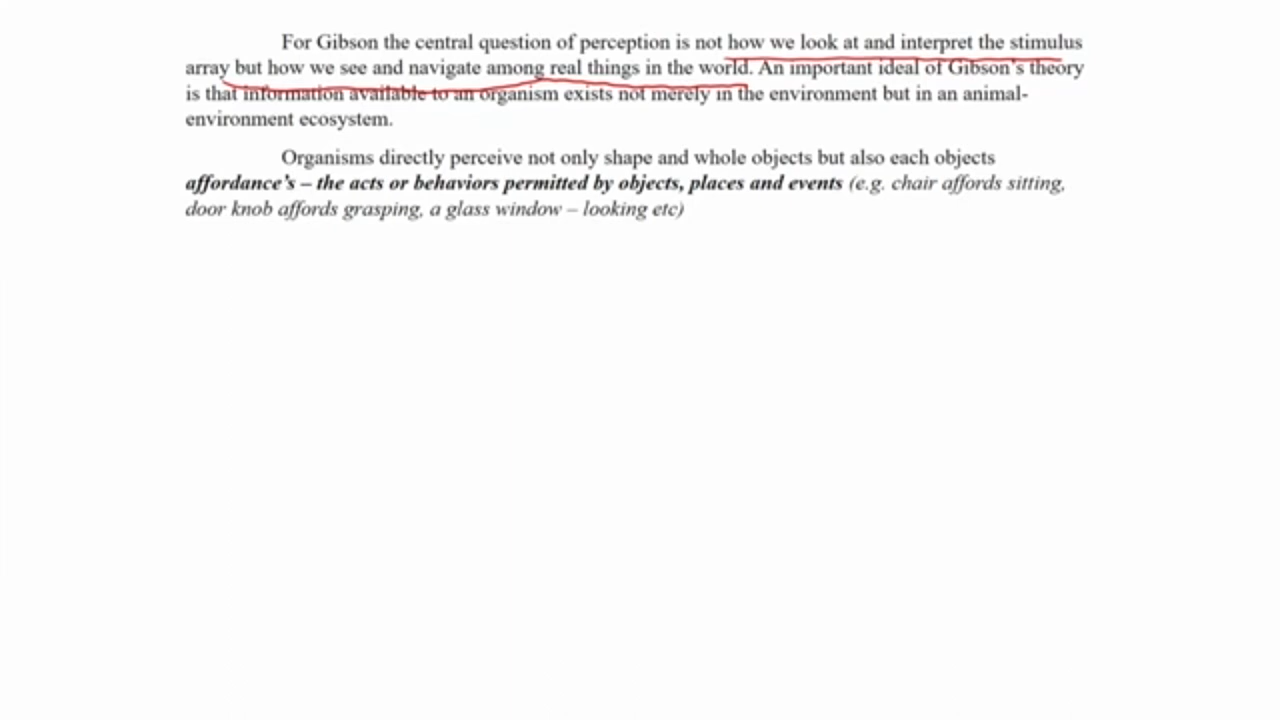 For Gibson the central question of perception is not how we look at and interpret the stimulus
array but how we see and navigate among real things in the world. An important ideal of Gibson's theory
is that information available to an organism exists not merely in the environment but in an animal-
environment ecosystem.
Organisms directly perceive not only shape and whole objects but also each objects
affordance's – the acts or behaviors permitted by objects, places and events (e.g. chair affords sitting,
door knob affords grasping, a glass window – looking etc)